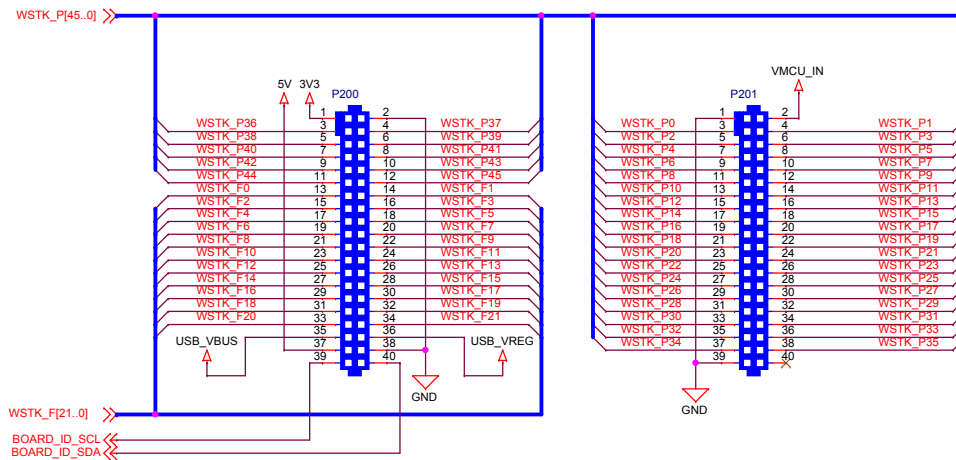 WSTK_P[45..0]
5V 3V3 VMCU_IN
P200 P201
1 2 1 2
WSTK_P36 3 4 WSTK_P37 WSTK_P0 3 4 WSTK_P1
WSTK_P38 5 6 WSTK_P39 WSTK_P2 5 6 WSTK_P3
WSTK_P40 7 8 WSTK_P41 WSTK_P4 7 8 WSTK_P5
WSTK_P42 9 10 WSTK_P43 WSTK_P6 9 10 WSTK_P7
WSTK_P44 11 12 WSTK_P45 WSTK_P8 11 12 WSTK_P9
WSTK_F0 13 14 WSTK_F1 WSTK_P10 13 14 WSTK_P11
WSTK_F2 15 16 WSTK_F3 WSTK_P12 15 16 WSTK_P13
WSTK_F4 17 18 WSTK_F5 WSTK_P14 17 18 WSTK_P15
WSTK_F6 19 20 WSTK_F7 WSTK_P16 19 20 WSTK_P17
WSTK_F8 21 22 WSTK_F9 WSTK_P18 21 22 WSTK_P19
WSTK_F10 23 24 WSTK_F11 WSTK_P20 23 24 WSTK_P21
WSTK_F12 25 26 WSTK_F13 WSTK_P22 25 26 WSTK_P23
WSTK_F14 27 28 WSTK_F15 WSTK_P24 27 28 WSTK_P25
WSTK_F16 29 30 WSTK_F17 WSTK_P26 29 30 WSTK_P27
WSTK_F18 31 32 WSTK_F19 WSTK_P28 31 32 WSTK_P29
WSTK_F20 33 34 WSTK_F21 WSTK_P30 33 34 WSTK_P31
35 36 WSTK_P32 35 36 WSTK_P33
USB_VBUS 37 38 USB_VREG WSTK_P34 37 38 WSTK_P35
39 40 39 40
GND GND
WSTK_F[21..0]
BOARD_ID_SCL
BOARD_ID_SDA